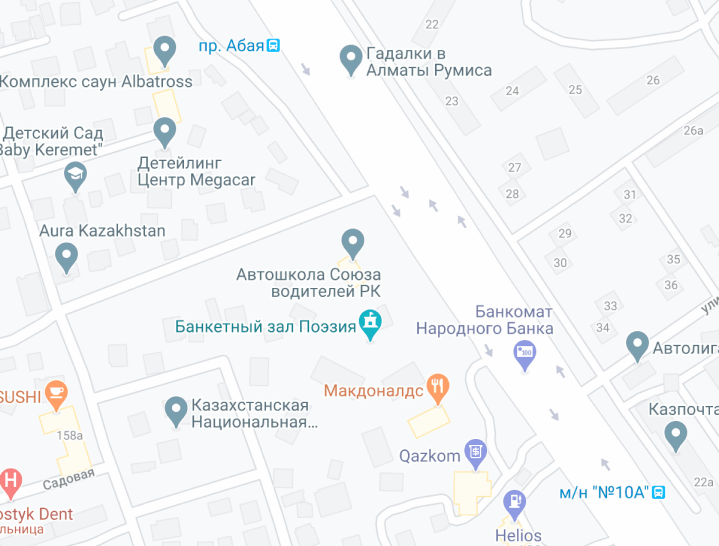 22
пр. Абая
Гадалки в
Алматы Румиса
Комплекс саун Albatross
23
24
25
26
26а
Детский Сад
Baby Keremet"
Детейлинг
Центр Megacar
27
28
31
32
Aura Kazakhstan
29
30
Автошкола Союза
водителей РК
35
36
33
34
ули
Банкетный зал Поэзия
Банкомат
Народного Банка
Автолига
Макдоналдс
SUSHI
158а
Казахстанская
Национальная...
Казпочта
Qazkom
Садовая
22а
м/н "№10А"
ostyk Dent
льница
Helios